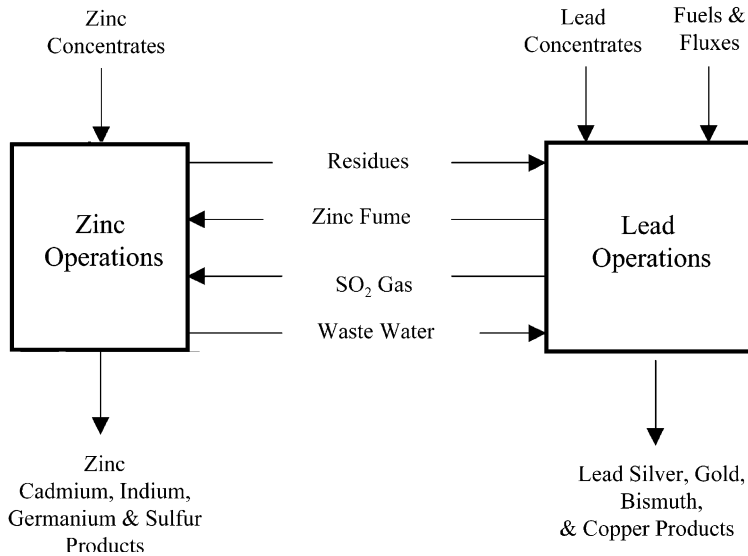 Zinc
Concentrates
Lead
Concentrates
Fuels &
Fluxes
Residues
Zinc Fume
SO₂ Gas
Waste Water
Zinc
Operations
Lead
Operations
Zinc
Cadmium, Indium,
Germanium & Sulfur
Products
Lead Silver, Gold,
Bismuth,
& Copper Products